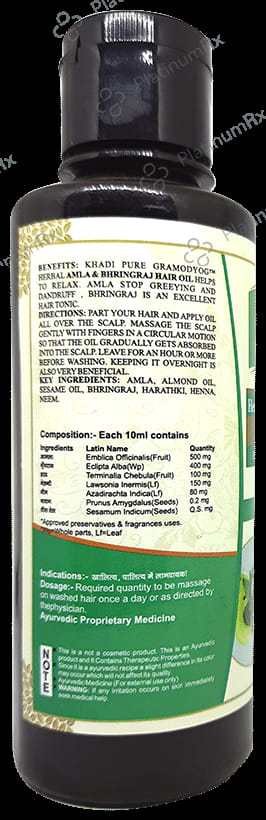 BENEFITS: KHADI PURE GRAMODYOG™
HERBAL AMLA & BHRINGRAJ HAIR OIL HELPS
TO RELAX. AMLA STOP GREEYING AND
DANDRUFF , BHRINGRAJ IS AN EXCELLENT
HAIR TONIC.
DIRECTIONS: PART YOUR HAIR AND APPLY OIL
ALL OVER THE SCALP. MASSAGE THE SCALP
GENTLY WITH FINGERS IN A CIRCULAR MOTION
SO THAT THE OIL GRADUALLY GETS ABSORBED
INTO THE SCALP. LEAVE FOR AN HOUR OR MORE
BEFORE WASHING. KEEPING IT OVERNIGHT IS
ALSO VERY BENEFICIAL.
KEY INGREDIENTS: AMLA, ALMOND OIL,
SESAME OIL, BHRINGRAJ, HARATHKI, HENNA,
NEEM.
Composition:- Each 10ml contains
Latin Name Quantity
Emblica Officinalis(Fruit) 500 mg
Eclipta Alba(Wp) 400 mg
Terminalia Chebula(Fruit) 100 mg
Lawsonia Inermis(Lf) 150 mg
नीम Azadirachta Indica(Lf) 80 mg
बादाम Prunus Amygdalus(Seeds) 0.2 mg
Sesamum Indicum(Seeds) Q.S. mg
*Approved preservatives & fragrances uses.
Whole parts, Lf=Leaf
Indications:- खालित्य, पालित्य में लाभदायक।
Dosage:- Required quantity to be massage
on washed hair once a day or as directed by
thephysician.
Ayurvedic Proprietary Medicine
NOTE
This is a not a cosmetic product. This is an Ayurvedic
product and It Contains Therapeutic Properties.
Since it is a ayurvedic recipe a slight difference in its color
may occur which will not affect its quality.
Ayurvedic Medicine (For external use only)
WARNING: If any irritation occurs on skin immediately
seek medical help.
PlatinumRx